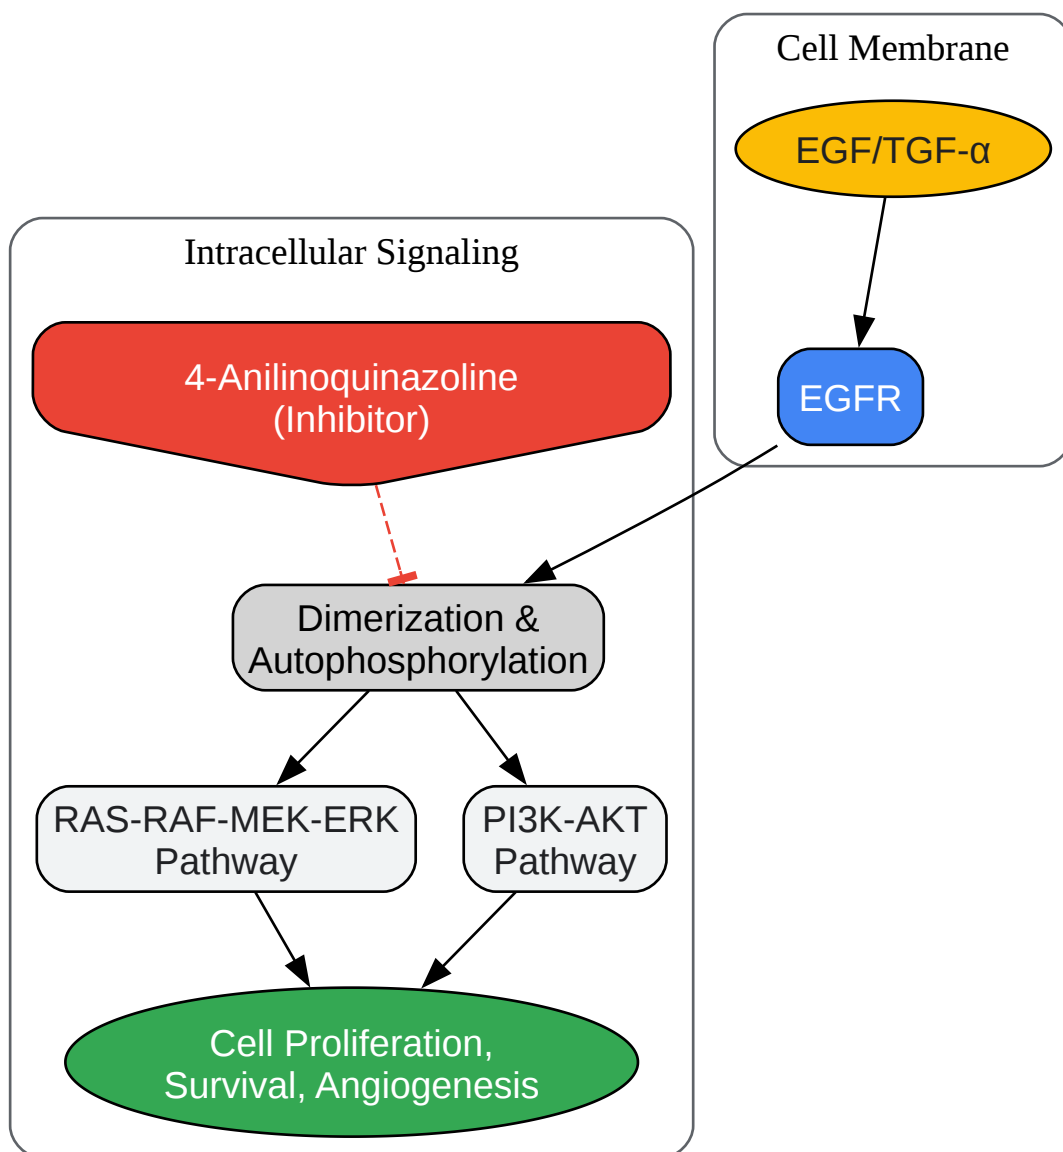 Cell Membrane
EGF/TGF-α
EGFR
Intracellular Signaling
4-Anilinoquinazoline
(Inhibitor)
Dimerization &
Autophosphorylation
RAS-RAF-MEK-ERK
Pathway
PI3K-AKT
Pathway
Cell Proliferation,
Survival, Angiogenesis